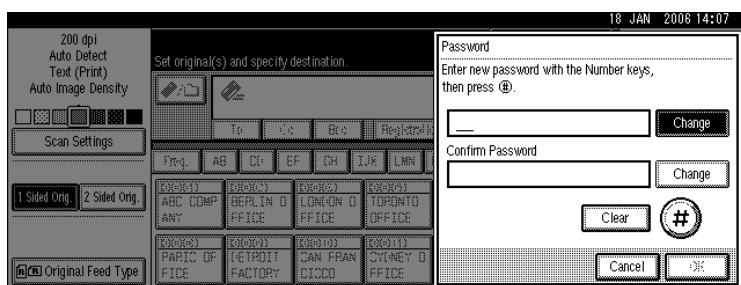 18 JAN 2006 14:07
200 dpi
Auto Detect
Text (Print)
Auto Image Density
Scan Settings
1 Sided Orig.
2 Sided Orig.
Original Feed Type
Set original(s) and specify destination.
To Cc Bcc
Freq. AB CD EF GH IJK LMN
ABC COMP
ANY
BERLIN O
FFICE
LONDON O
FFICE
TORONTO
OFFICE
PARIS OF
FICE
DETROIT
FACTORY
SAN FRAN
CISCO
SYDNEY O
FFICE
Password
Enter new password with the Number keys,
then press #.
Change
Confirm Password
Change
Clear #
Cancel OK